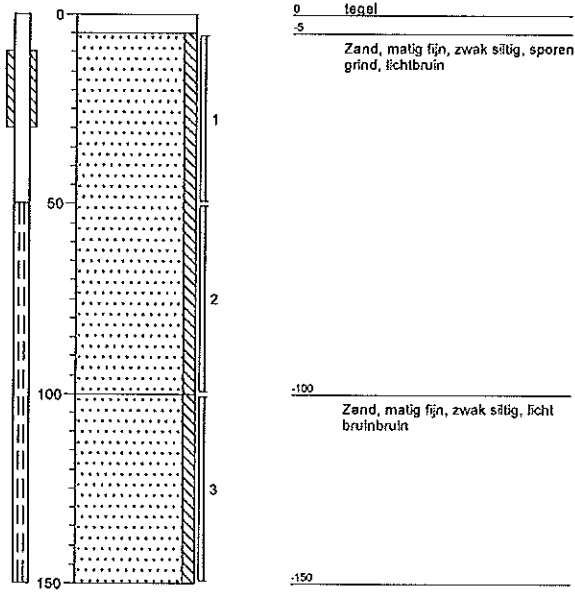 0
50
100
150
1
2
3
0 tegel
-5
Zand, matig fijn, zwak siltig, sporen
grind, lichtbruin
-100
Zand, matig fijn, zwak siltig, licht
bruinbruin
-150